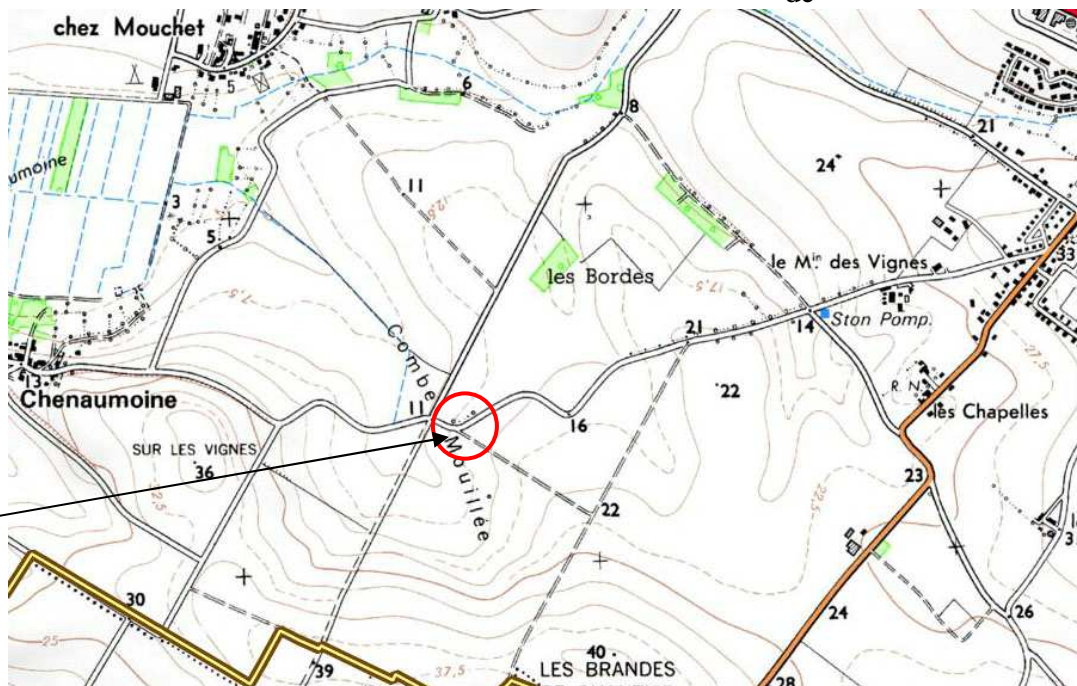 de
chez Mouchet
5
6
8
21
24
umoine
3
11
12,5
5
le Min des Vignes
33
les Bordes
17,5
7,5
14
Ston Pomp.
21
27,5
Combe Mouillée
22
R. N.
13
Chenaumoine
11
16
les Chapelles
SUR LES VIGNES
36
23
32,5
22
22,5
30
24
26
25
40
39
37,5
LES BRANDES
28